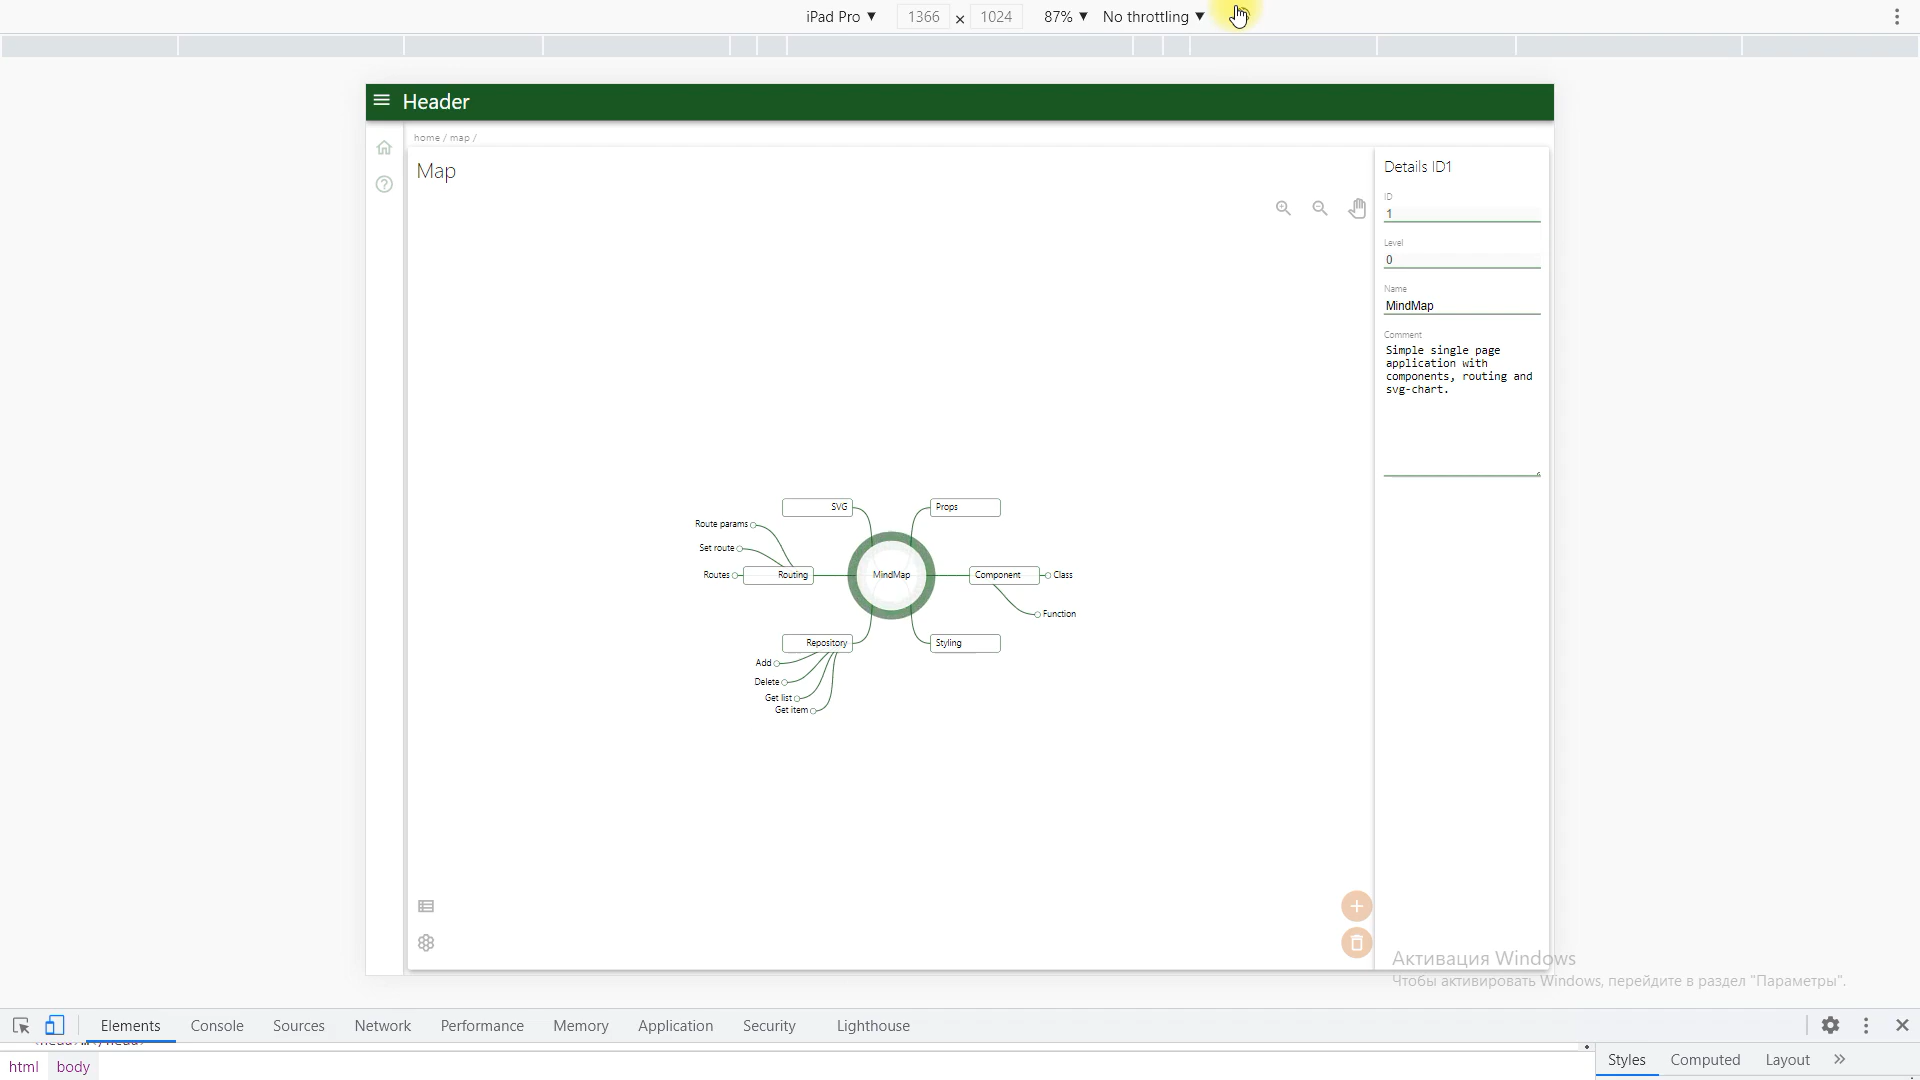 iPad Pro ▼ 1366 × 1024 87% ▼ No throttling ▼
Header
home / map /
Map
Details ID1
ID
1
Level
0
Name
MindMap
Comment
Simple single page
application with
components, routing and
svg-chart.
SVG
Props
Route params
Set route
Routes
Routing
MindMap
Component
Class
Function
Repository
Styling
Add
Delete
Get list
Get item
Активация Windows
Чтобы активировать Windows, перейдите в раздел "Параметры".
Elements Console Sources Network Performance Memory Application Security Lighthouse
html body
Styles Computed Layout »